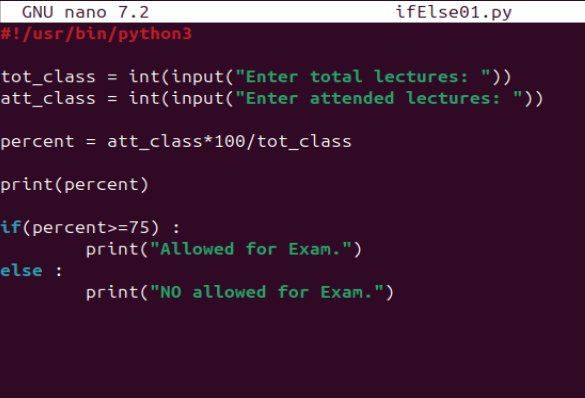 GNU nano 7.2 ifElse01.py
#!/usr/bin/python3
tot_class = int(input("Enter total lectures: "))
att_class = int(input("Enter attended lectures: "))
percent = att_class*100/tot_class
print(percent)
if(percent>=75) :
        print("Allowed for Exam.")
else :
        print("NO allowed for Exam.")